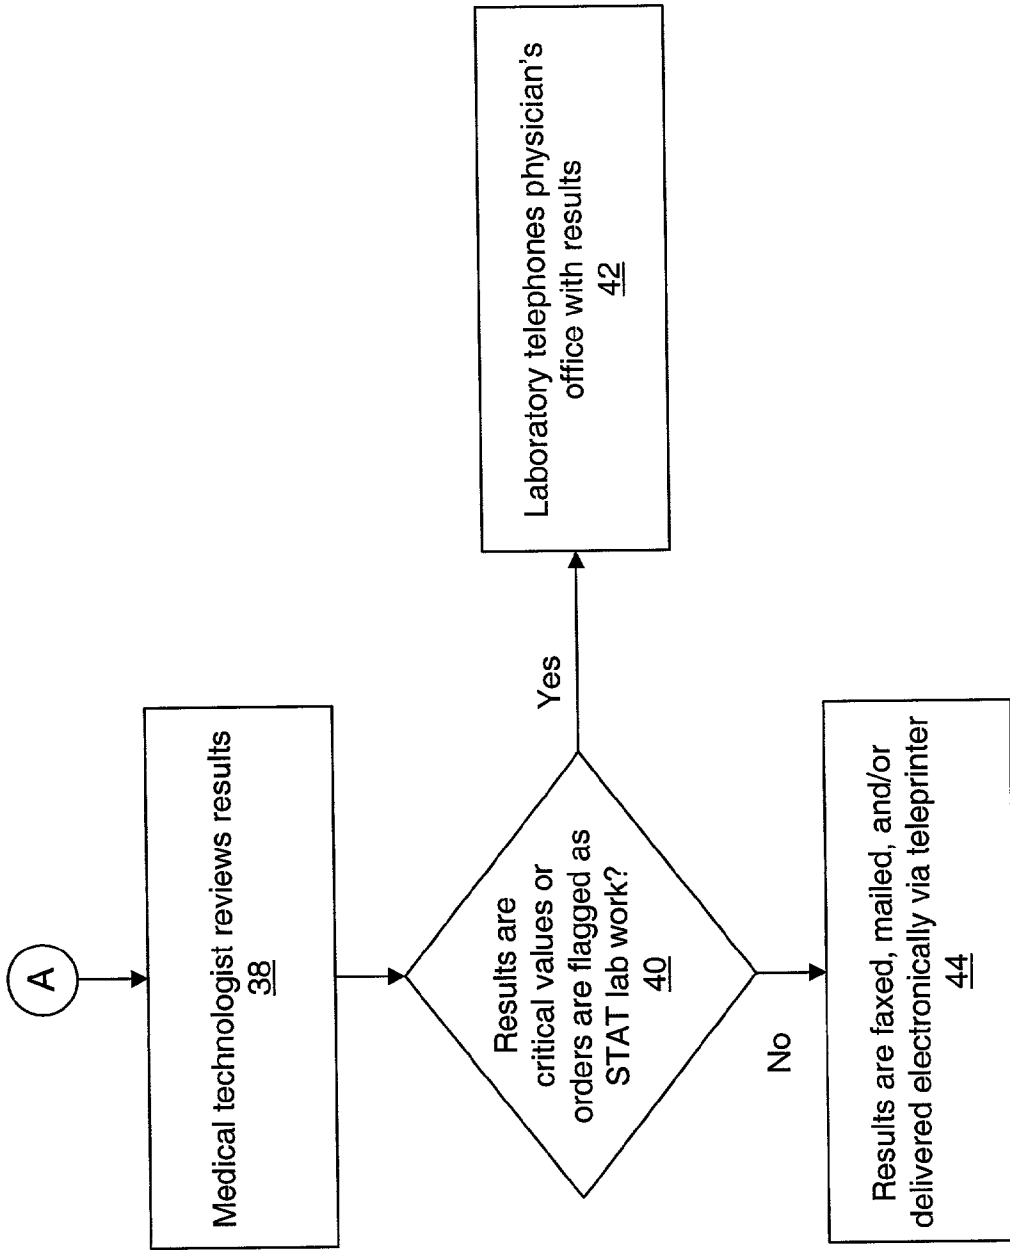 A
Medical technologist reviews results
38
Results are
critical values or
orders are flagged as
STAT lab work?
40
Yes
Laboratory telephones physician's
office with results
42
No
Results are faxed, mailed, and/or
delivered electronically via teleprinter
44